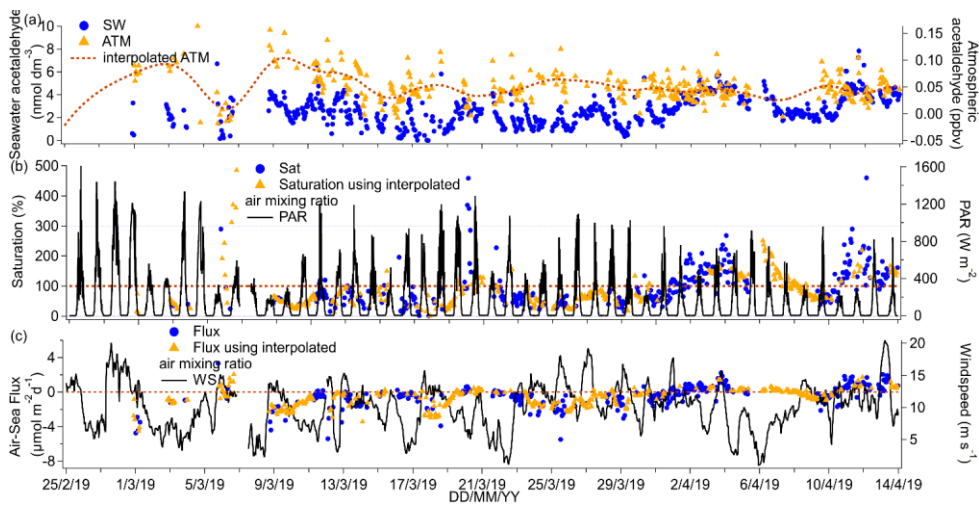 (a)
10
8
6
4
2
0
Seawater acetaldehyde
(nmol dm⁻³)
SW
ATM
interpolated ATM
0.15
0.10
0.05
0.00
-0.05
Atmospheric
acetaldehyde (ppbv)
(b)
500
400
300
200
100
0
Saturation (%)
Sat
Saturation using interpolated
air mixing ratio
PAR
1600
1200
800
400
0
PAR (W m⁻²)
(c)
4
0
-4
-8
Air-Sea Flux
(µmol m⁻² d⁻¹)
Flux
Flux using interpolated
air mixing ratio
WS
20
15
10
5
Windspeed (m s⁻¹)
25/2/19 1/3/19 5/3/19 9/3/19 13/3/19 17/3/19 21/3/19 25/3/19 29/3/19 2/4/19 6/4/19 10/4/19 14/4/19
DD/MM/YY